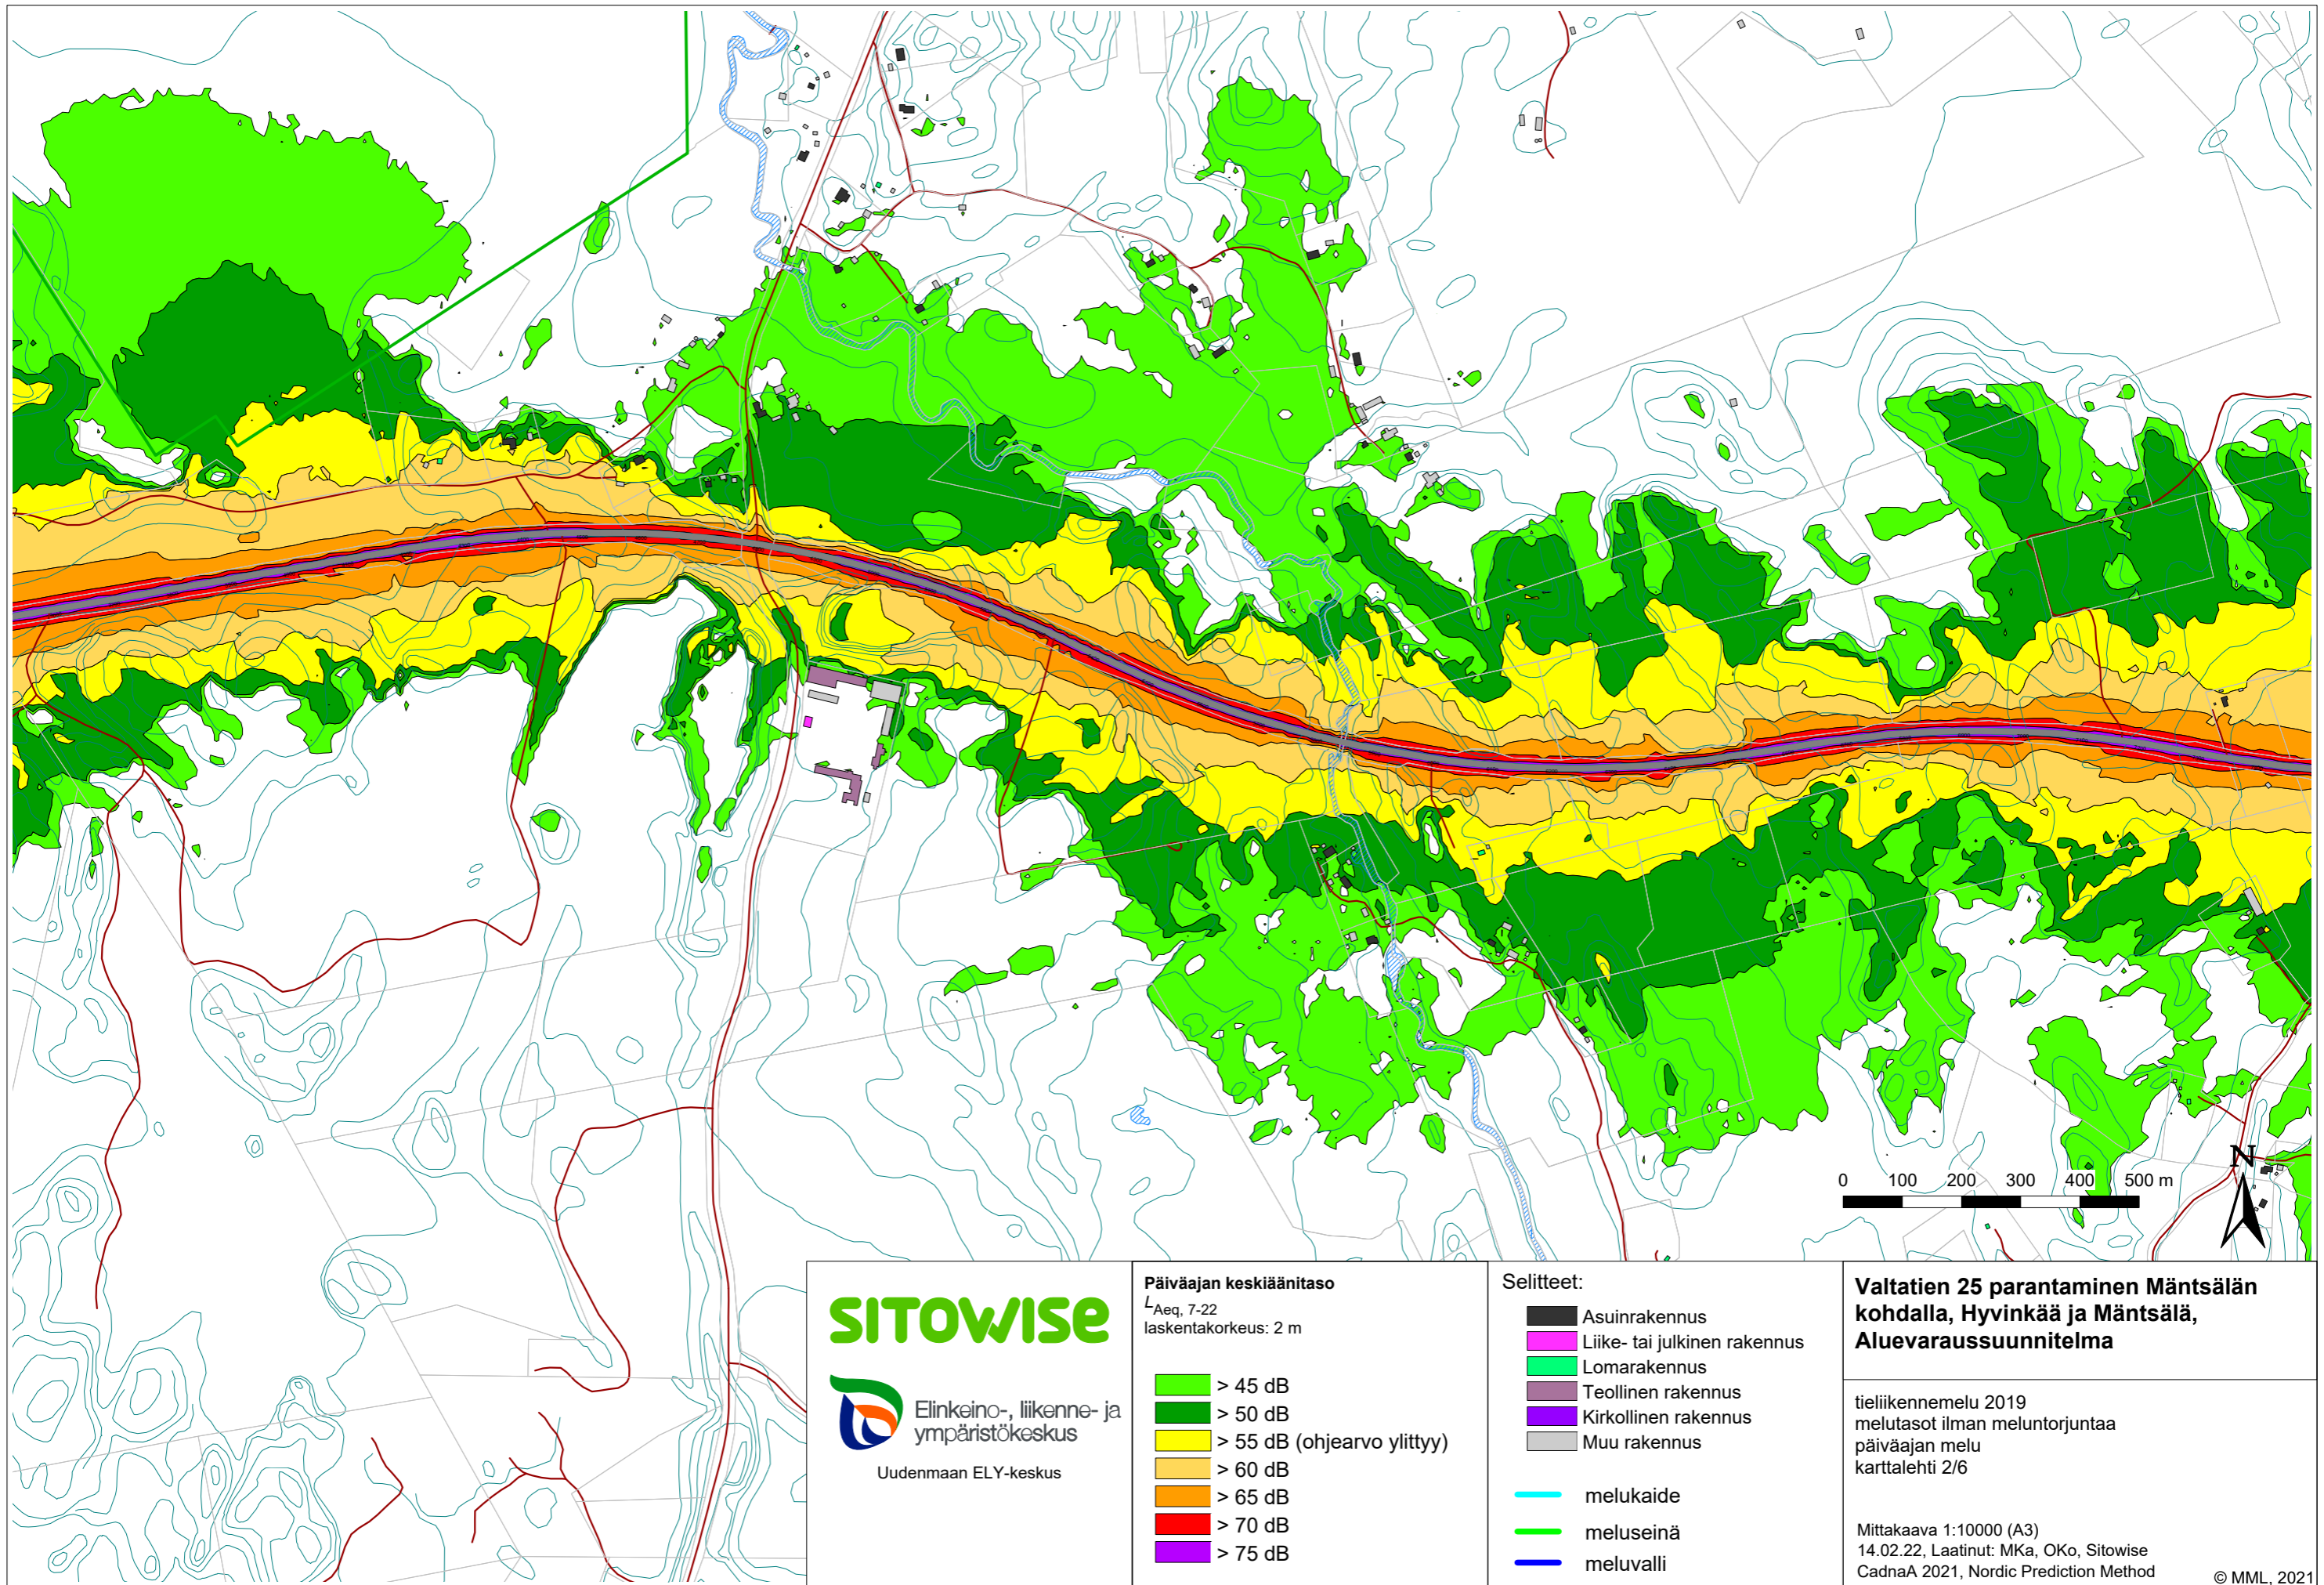 N
0 100 200 300 400 500 m
SITOWISE
Elinkeino-, liikenne- ja
ympäristökeskus
Uudenmaan ELY-keskus
Päiväajan keskiäänitaso
LAeq, 7-22
laskentakorkeus: 2 m
> 45 dB
> 50 dB
> 55 dB (ohjearvo ylittyy)
> 60 dB
> 65 dB
> 70 dB
> 75 dB
Selitteet:
Asuinrakennus
Liike- tai julkinen rakennus
Lomarakennus
Teollinen rakennus
Kirkollinen rakennus
Muu rakennus
melukaide
meluseinä
meluvalli
Valtatien 25 parantaminen Mäntsälän
kohdalla, Hyvinkää ja Mäntsälä,
Aluevaraussuunnitelma
tieliikennemelu 2019
melutasot ilman meluntorjuntaa
päiväajan melu
karttalehti 2/6
Mittakaava 1:10000 (A3)
14.02.22, Laatinut: MKa, OKo, Sitowise
CadnaA 2021, Nordic Prediction Method
© MML, 2021